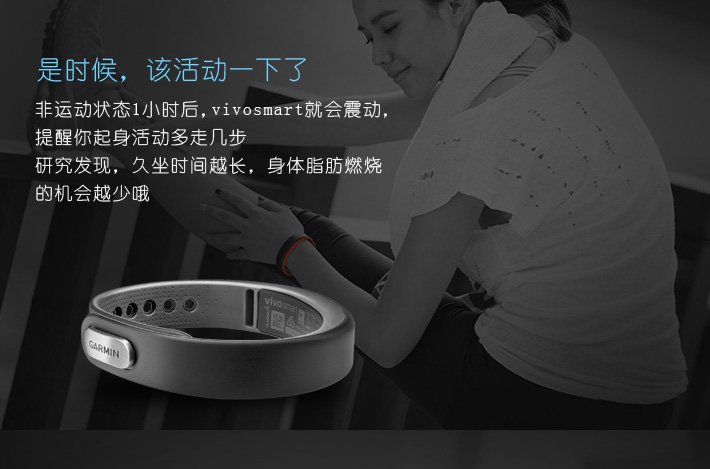 是时候，该活动一下了
非运动状态1小时后，vivosmart就会震动，
提醒你起身活动多走几步
研究发现，久坐时间越长，身体脂肪燃烧
的机会越少哦
vivosmart
GARMIN